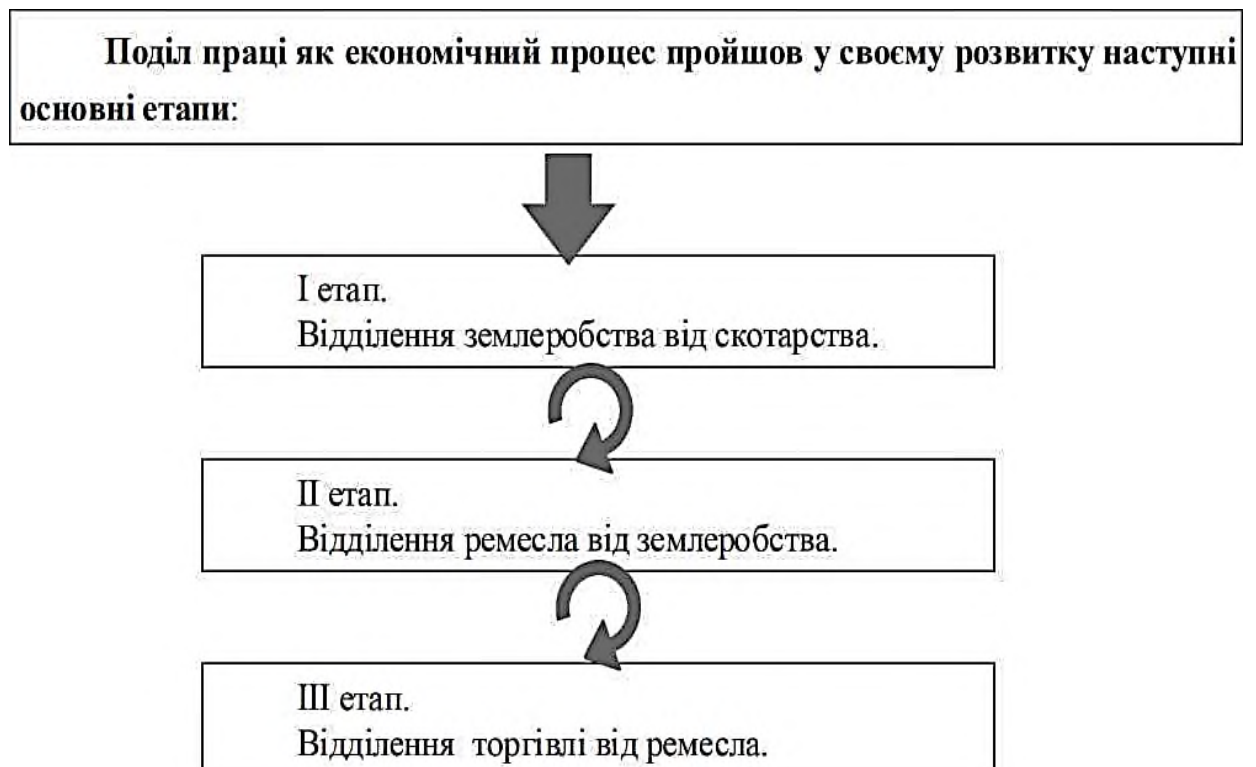 Поділ праці як економічний процес пройшов у своєму розвитку наступні
основні етапи:
І етап.
Відділення землеробства від скотарства.
ІІ етап.
Відділення ремесла від землеробства.
ІІІ етап.
Відділення торгівлі від ремесла.